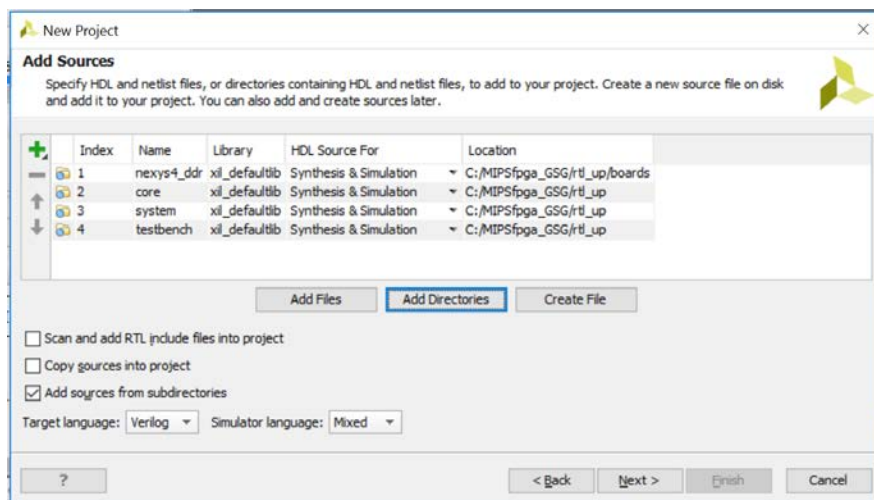 New Project
Add Sources
Specify HDL and netlist files, or directories containing HDL and netlist files, to add to your project. Create a new source file on disk
and add it to your project. You can also add and create sources later.
Index Name Library HDL Source For Location
1 nexys4_ddr xil_defaultlib Synthesis & Simulation C:/MIPSfpga_GSG/rtl_up/boards
2 core xil_defaultlib Synthesis & Simulation C:/MIPSfpga_GSG/rtl_up
3 system xil_defaultlib Synthesis & Simulation C:/MIPSfpga_GSG/rtl_up
4 testbench xil_defaultlib Synthesis & Simulation C:/MIPSfpga_GSG/rtl_up
Add Files Add Directories Create File
Scan and add RTL include files into project
Copy sources into project
Add sources from subdirectories
Target language: Verilog Simulator language: Mixed
? < Back Next > Finish Cancel